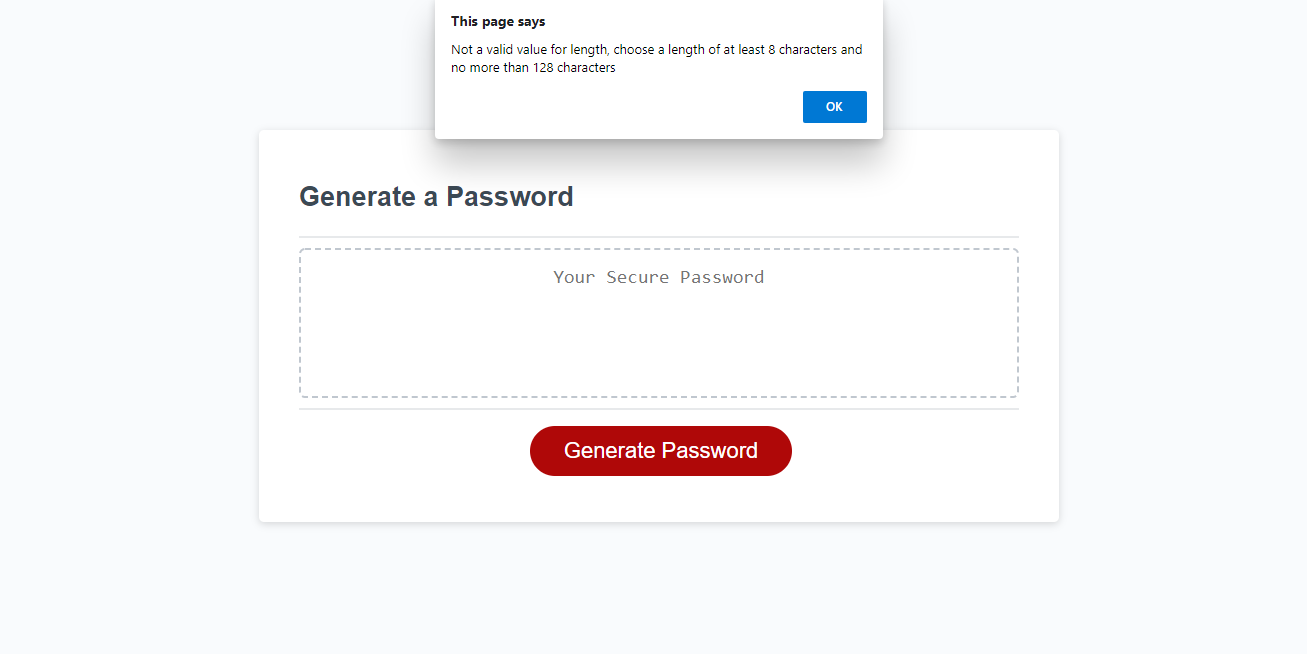 This page says
Not a valid value for length, choose a length of at least 8 characters and
no more than 128 characters
OK
Generate a Password
Your Secure Password
Generate Password